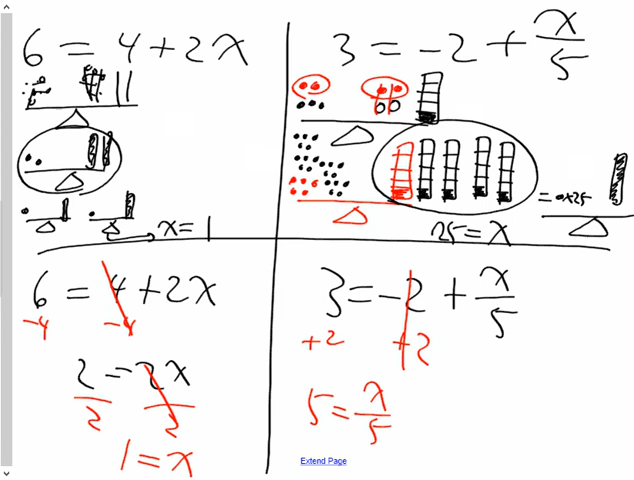 6 = 4 + 2x
x = 1
3 = -2 + x/5
= 0x25
25 = x
6 = 4 + 2x
-4 -4
2 = 2x
2 2
1 = x
3 = -2 + x/5
+2 +2
5 = x/5
Extend Page